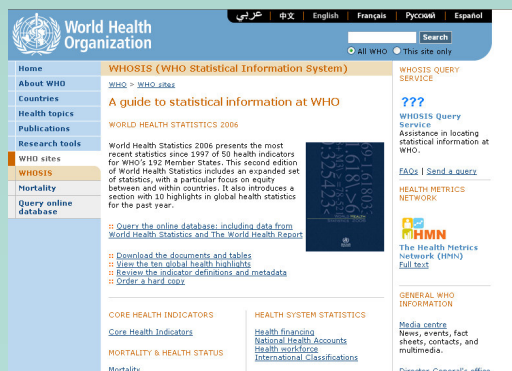 World Health
Organization
عربي | 中文 | English | Français | Русский | Español
Search
All WHO This site only
Home
About WHO
Countries
Health topics
Publications
Research tools
WHO sites
WHOSIS
Mortality
Query online
database
WHOSIS (WHO Statistical Information System)
WHO > WHO sites
A guide to statistical information at WHO
WORLD HEALTH STATISTICS 2006
World Health Statistics 2006 presents the most
recent statistics since 1997 of 50 health indicators
for WHO's 192 Member States. This second edition
of World Health Statistics includes an expanded set
of statistics, with a particular focus on equity
between and within countries. It also introduces a
section with 10 highlights in global health statistics
for the past year.
:: Query the online database: including data from
World Health Statistics and The World Health Report
:: Download the documents and tables
:: View the ten global health highlights
:: Review the indicator definitions and metadata
:: Order a hard copy
CORE HEALTH INDICATORS
Core Health Indicators
MORTALITY & HEALTH STATUS
Mortality
HEALTH SYSTEM STATISTICS
Health financing
National Health Accounts
Health workforce
International Classifications
WHOSIS QUERY
SERVICE
???
WHOSIS Query
Service
Assistance in locating
statistical information at
WHO.
FAQs | Send a query
HEALTH METRICS
NETWORK
HMN
The Health Metrics
Network (HMN)
Full text
GENERAL WHO
INFORMATION
Media centre
News, events, fact
sheets, contacts, and
multimedia.
Director-General's office